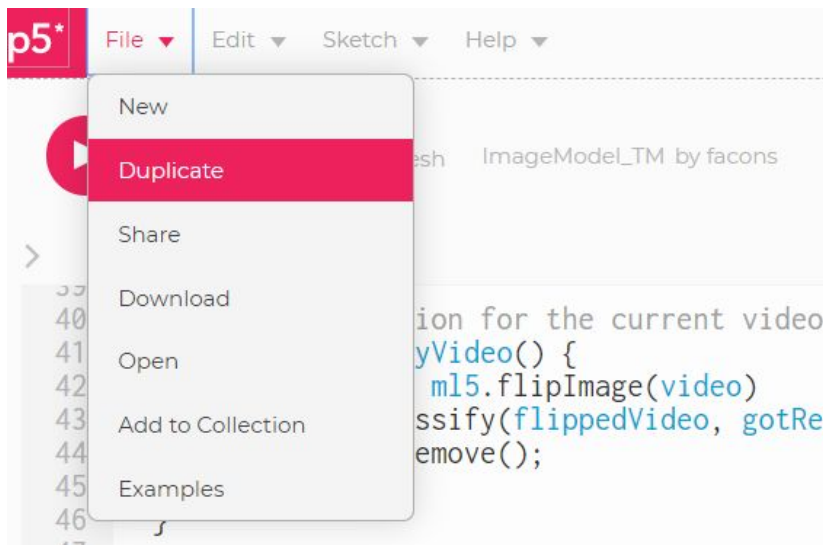 p5* File Edit Sketch Help
New
Duplicate
esh ImageModel_TM by facons
Share
Download
Open
Add to Collection
Examples
39
40 ion for the current video
41 yVideo() {
42 ml5.flipImage(video)
43 ssify(flippedVideo, gotRe
44 emove();
45
46 }